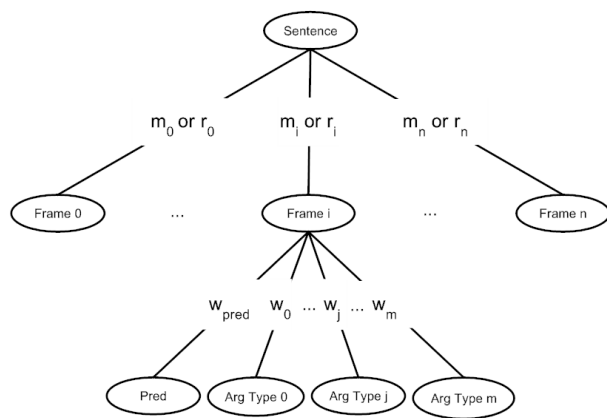 Sentence
m0 or r0 mi or ri mn or rn
Frame 0 ... Frame i ... Frame n
wpred w0 ... wj ... wm
Pred Arg Type 0 Arg Type j Arg Type m